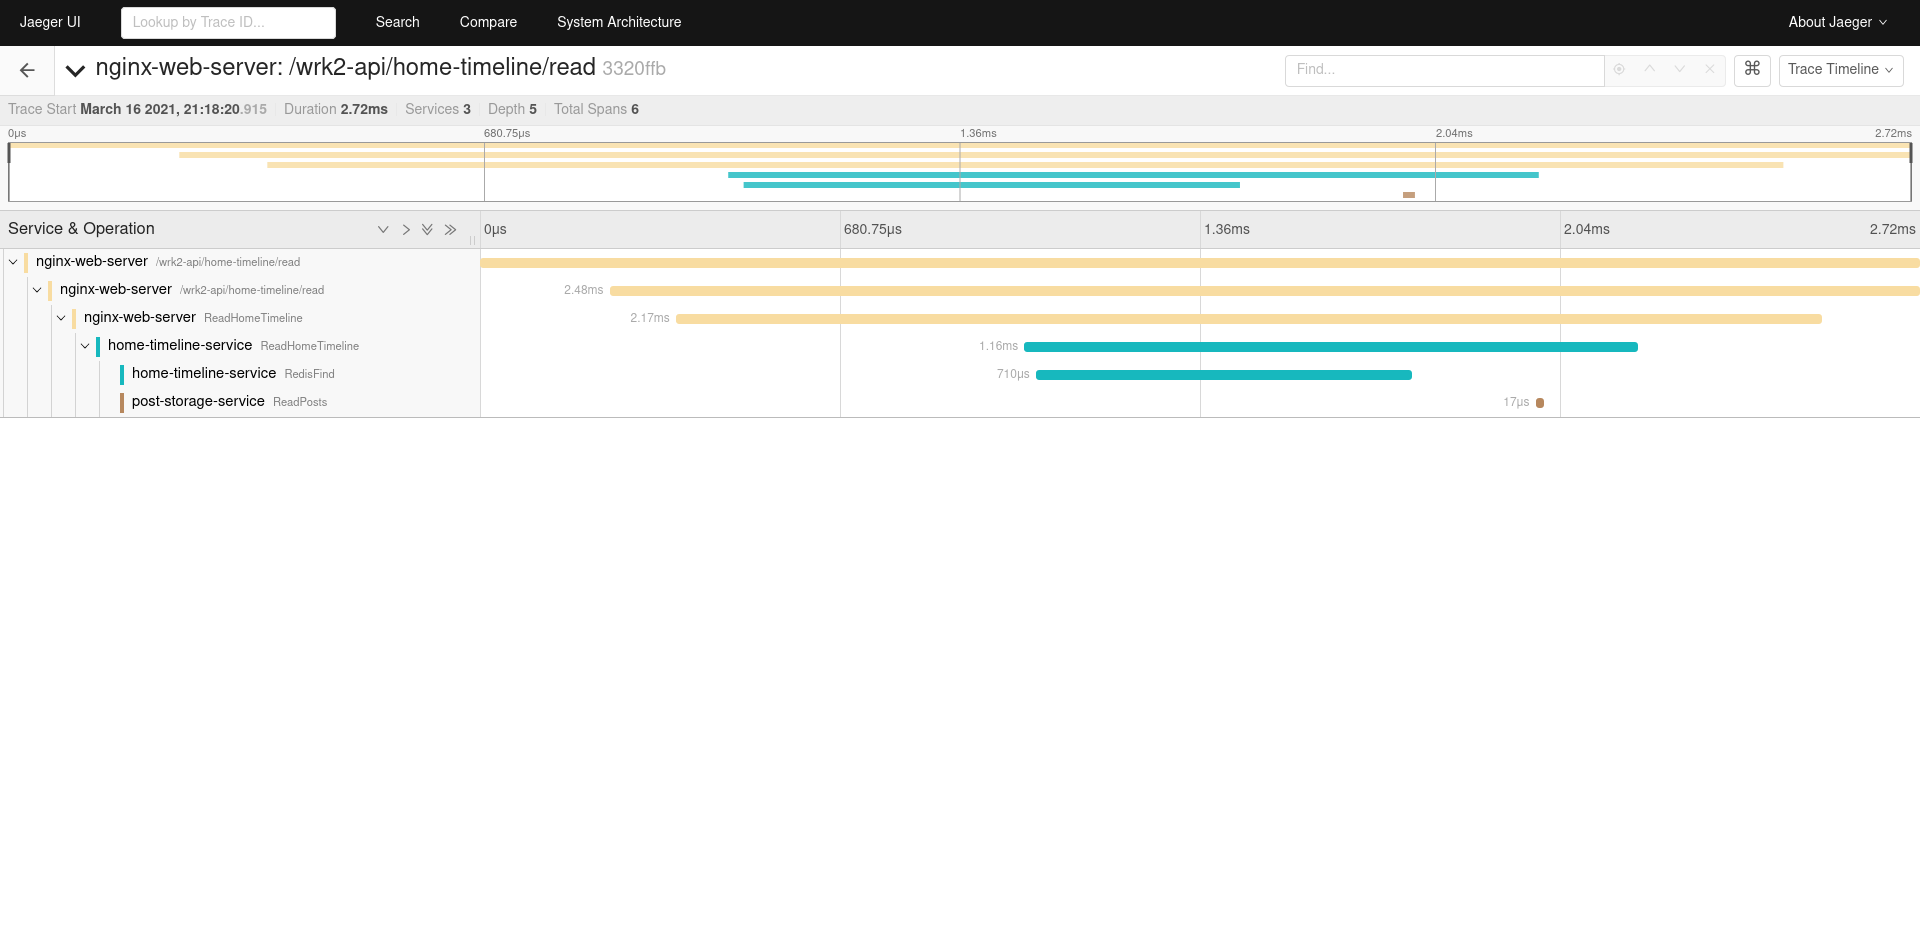 Jaeger UI Lookup by Trace ID... Search Compare System Architecture About Jaeger
nginx-web-server: /wrk2-api/home-timeline/read 3320ffb Find... ⌘ Trace Timeline
Trace Start March 16 2021, 21:18:20.915 Duration 2.72ms Services 3 Depth 5 Total Spans 6
0μs 680.75μs 1.36ms 2.04ms 2.72ms
Service & Operation 0μs 680.75μs 1.36ms 2.04ms 2.72ms
nginx-web-server /wrk2-api/home-timeline/read
nginx-web-server /wrk2-api/home-timeline/read 2.48ms
nginx-web-server ReadHomeTimeline 2.17ms
home-timeline-service ReadHomeTimeline 1.16ms
home-timeline-service RedisFind 710μs
post-storage-service ReadPosts 17μs